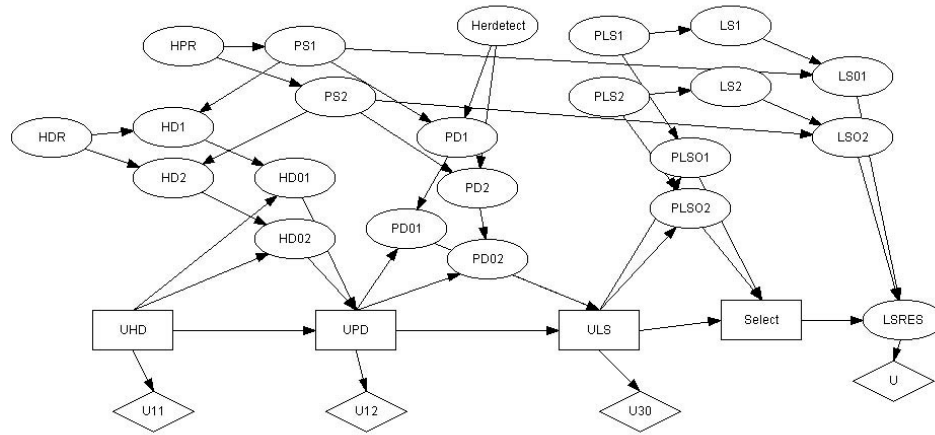 Herdetect
LS1
HPR
PS1
PLS1
LS01
LS2
PS2
PLS2
HD1
HDR
PD1
LSO2
PLSO1
HD2
HD01
PD2
PLSO2
PD01
HD02
PD02
UHD
UPD
ULS
Select
LSRES
U
U11
U12
U30